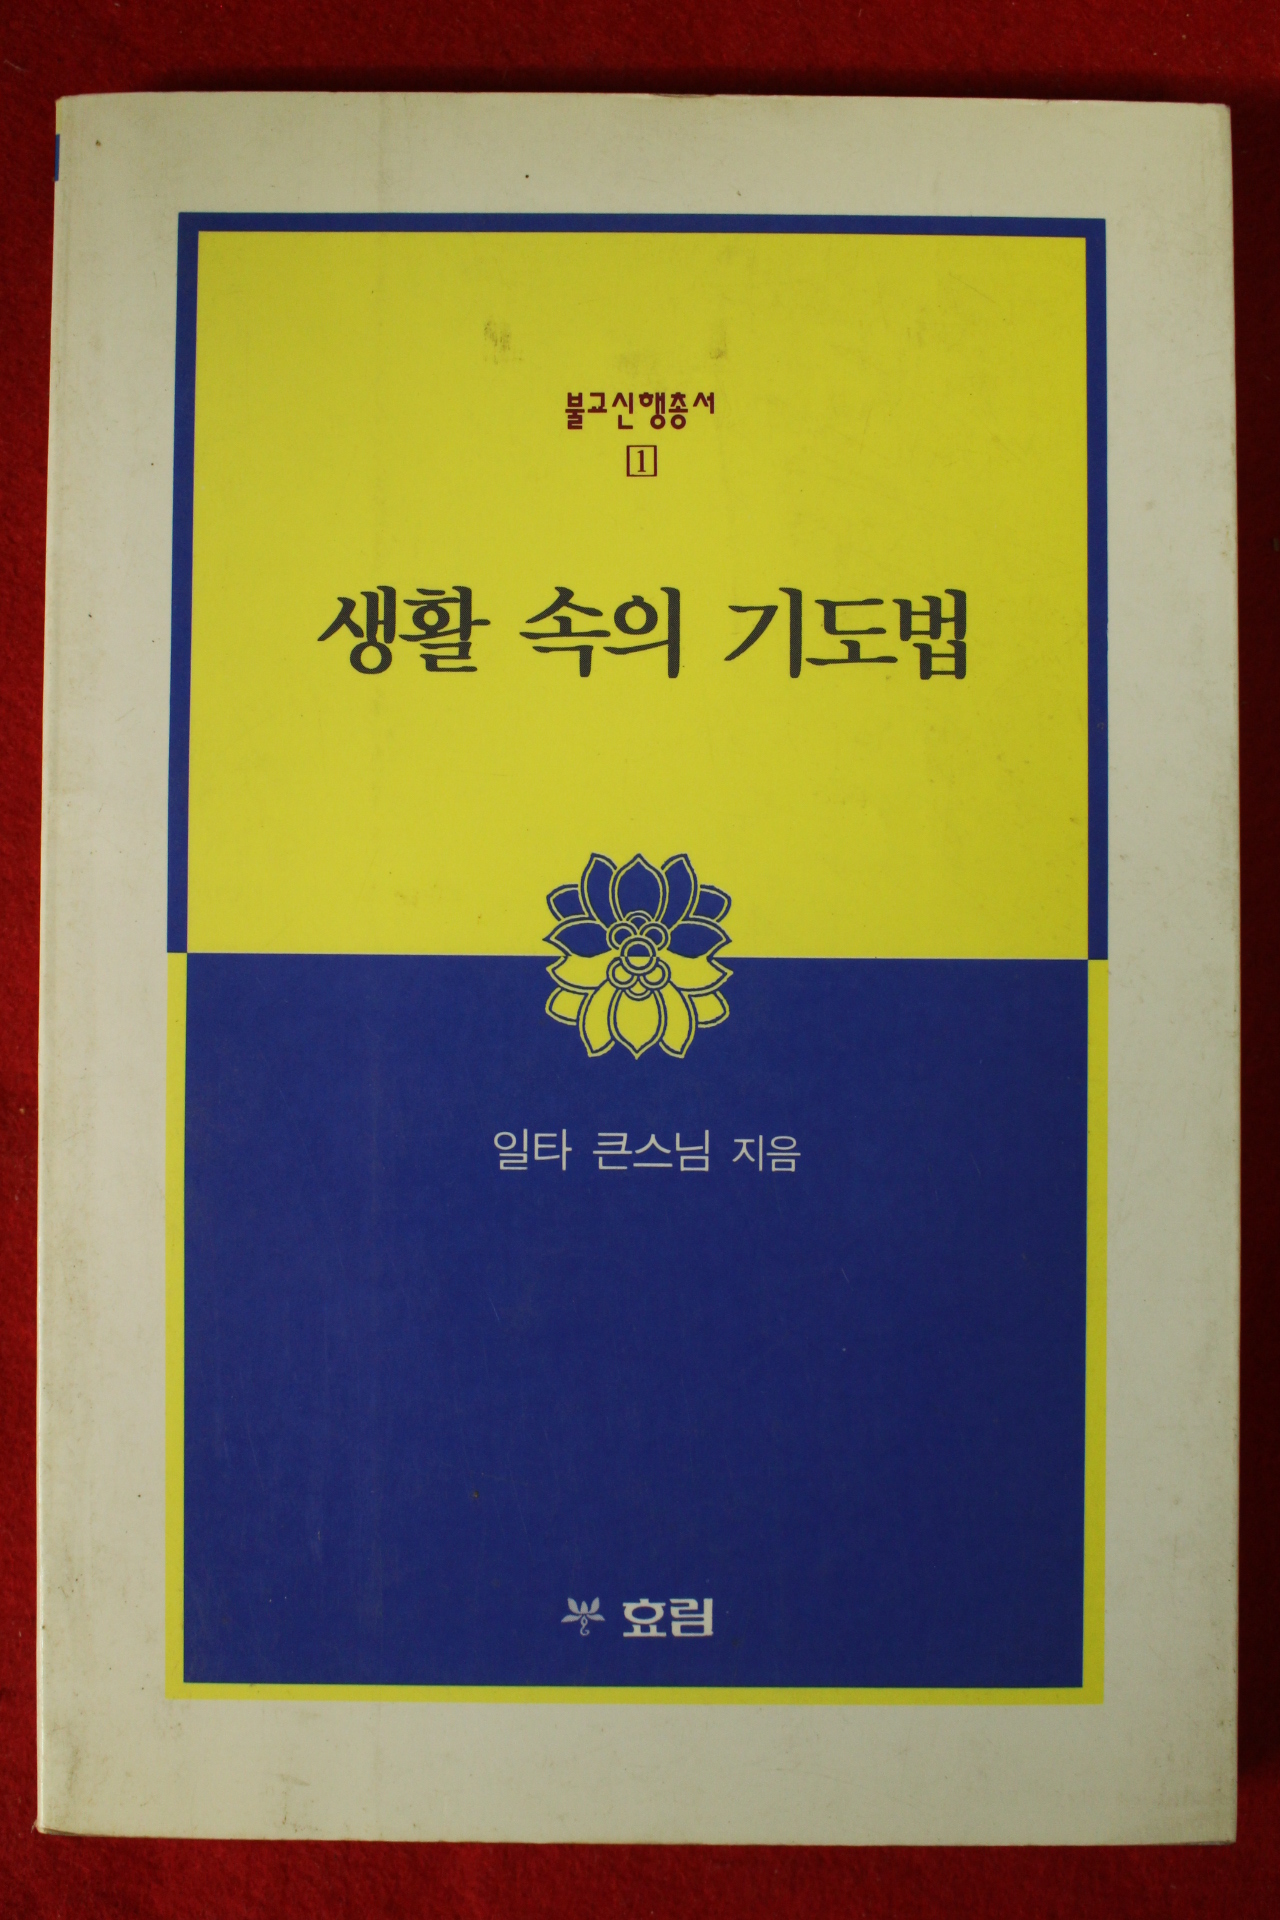 불교신행총서
1
생활 속의 기도법
일타 큰스님 지음
효림